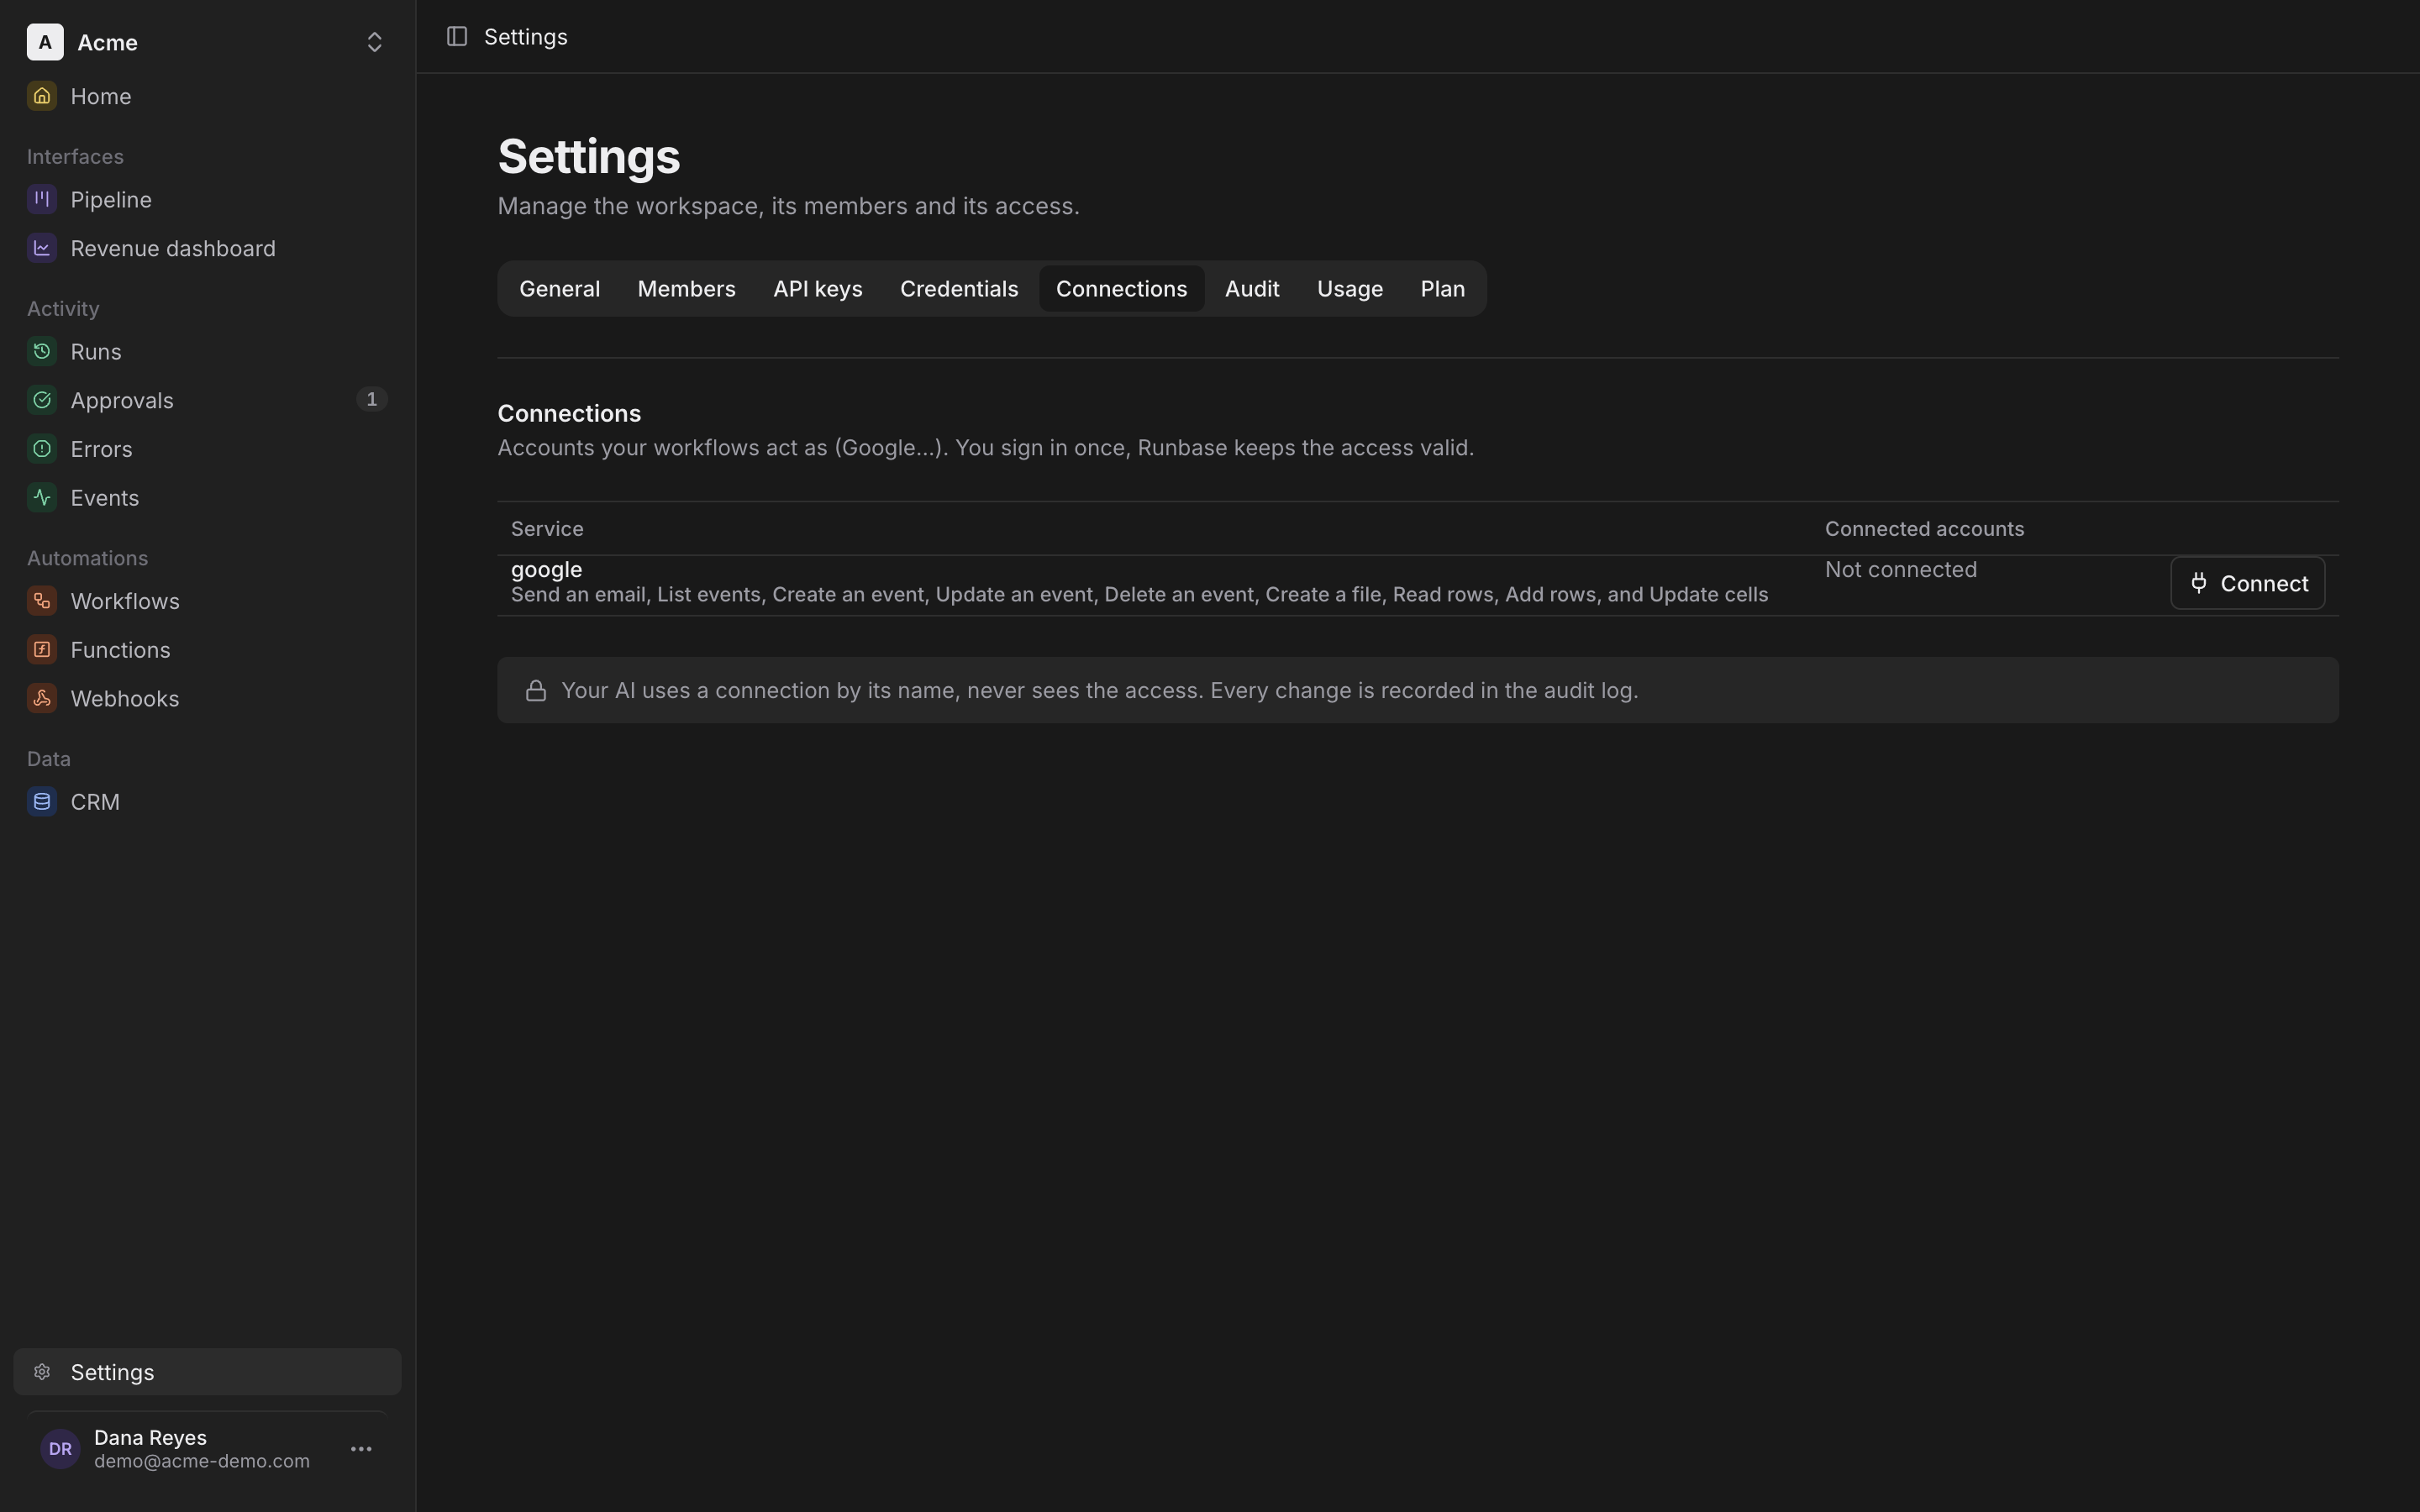 A Acme
Home
Interfaces
Pipeline
Revenue dashboard
Activity
Runs
Approvals 1
Errors
Events
Automations
Workflows
Functions
Webhooks
Data
CRM
Settings
DR Dana Reyes
demo@acme-demo.com
Settings
Settings
Manage the workspace, its members and its access.
General Members API keys Credentials Connections Audit Usage Plan
Connections
Accounts your workflows act as (Google...). You sign in once, Runbase keeps the access valid.
Service Connected accounts
google Not connected Connect
Send an email, List events, Create an event, Update an event, Delete an event, Create a file, Read rows, Add rows, and Update cells
Your AI uses a connection by its name, never sees the access. Every change is recorded in the audit log.